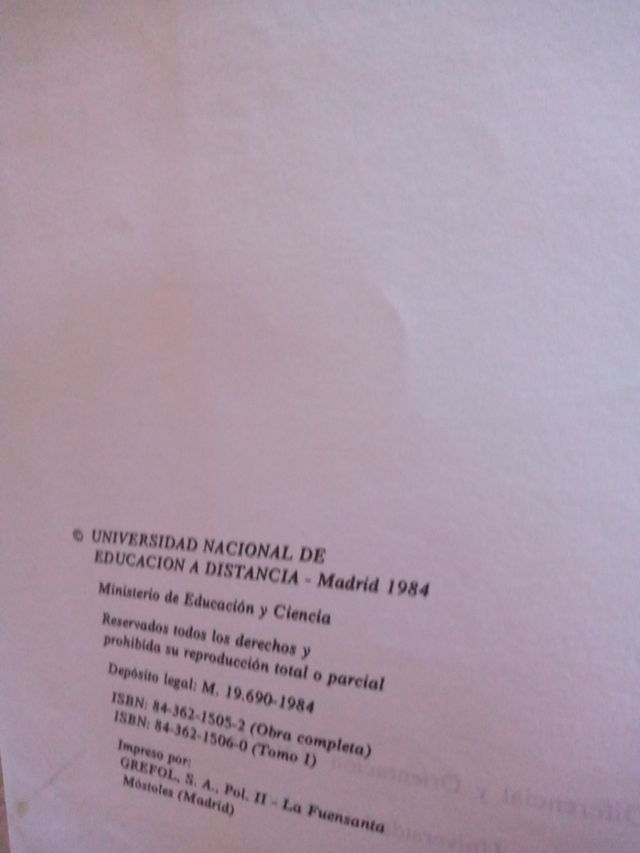 © UNIVERSIDAD NACIONAL DE
EDUCACION A DISTANCIA - Madrid 1984
Ministerio de Educación y Ciencia
Reservados todos los derechos y
prohibida su reproducción total o parcial
Depósito legal: M. 19.690-1984
ISBN: 84-362-1505-2 (Obra completa)
ISBN: 84-362-1506-0 (Tomo I)
Impreso por:
GREFOL, S. A., Pol. II - La Fuensanta
Móstoles (Madrid)